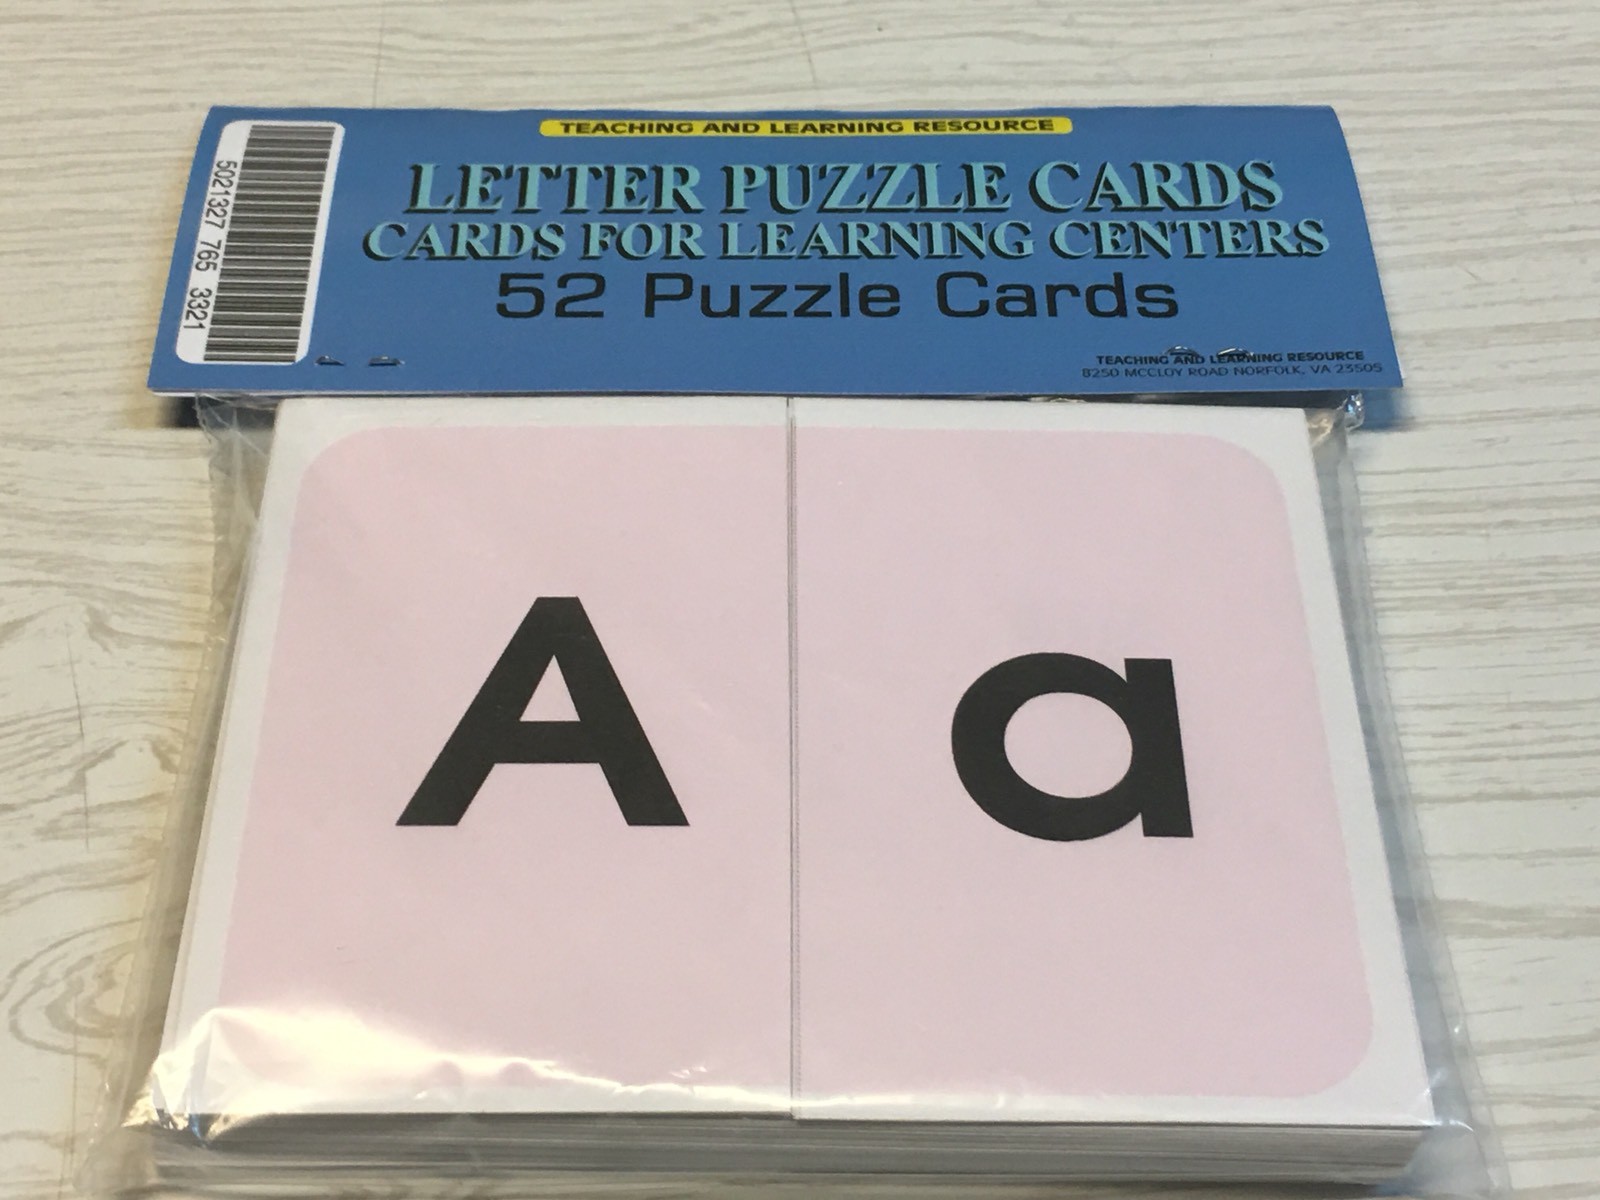 TEACHING AND LEARNING RESOURCE
LETTER PUZZLE CARDS
CARDS FOR LEARNING CENTERS
52 Puzzle Cards
5021327 765 3321
TEACHING AND LEARNING RESOURCE
8250 MCCLOY ROAD NORFOLK, VA 23505
A a